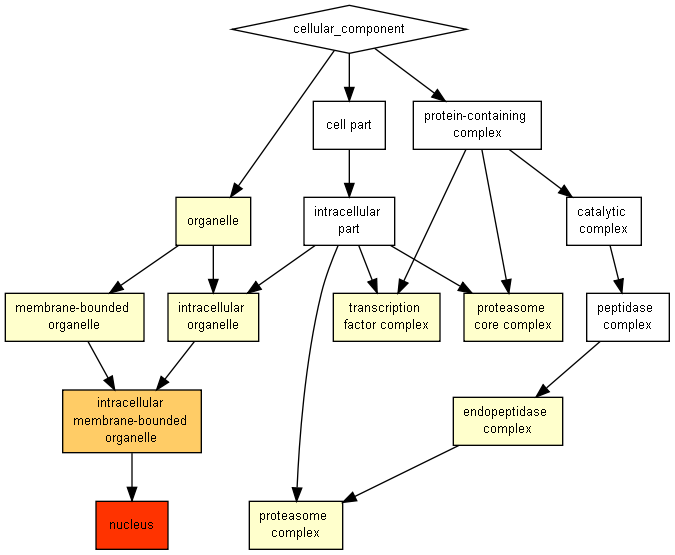 cellular_component
cell part
protein-containing
complex
organelle
intracellular
part
catalytic
complex
membrane-bounded
organelle
intracellular
organelle
transcription
factor complex
proteasome
core complex
peptidase
complex
intracellular
membrane-bounded
organelle
endopeptidase
complex
nucleus
proteasome
complex